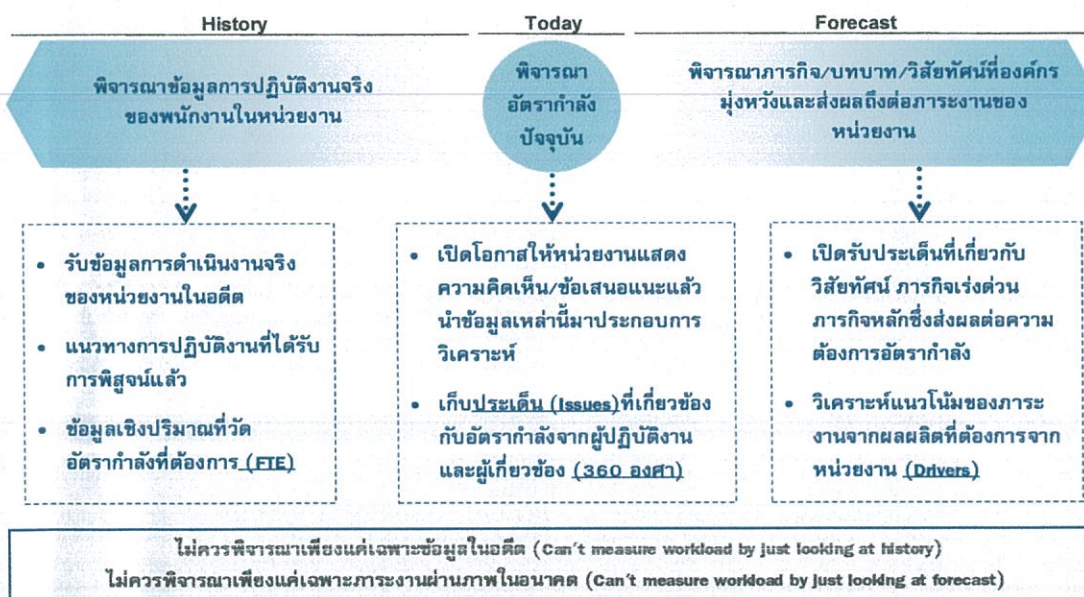 History
Today
Forecast
พิจารณาข้อมูลการปฏิบัติงานจริง
ของพนักงานในหน่วยงาน
พิจารณา
อัตรากำลัง
ปัจจุบัน
พิจารณาภารกิจ/บทบาท/วิสัยทัศน์ที่องค์กร
มุ่งหวังและส่งผลถึงต่อภาระงานของ
หน่วยงาน
• รับข้อมูลการดำเนินงานจริง
ของหน่วยงานในอดีต
• แนวทางการปฏิบัติงานที่ได้รับ
การพิสูจน์แล้ว
• ข้อมูลเชิงปริมาณที่วัด
อัตรากำลังที่ต้องการ (FTE)
• เปิดโอกาสให้หน่วยงานแสดง
ความคิดเห็น/ข้อเสนอแนะแล้ว
นำข้อมูลเหล่านี้มาประกอบการ
วิเคราะห์
• เก็บประเด็น (Issues)ที่เกี่ยวข้อง
กับอัตรากำลังจากผู้ปฏิบัติงาน
และผู้เกี่ยวข้อง (360 องศา)
• เปิดรับประเด็นที่เกี่ยวกับ
วิสัยทัศน์ ภารกิจเร่งด่วน
ภารกิจหลักซึ่งส่งผลต่อความ
ต้องการอัตรากำลัง
• วิเคราะห์แนวโน้มของภาระ
งานจากผลผลิตที่ต้องการจาก
หน่วยงาน (Drivers)
ไม่ควรพิจารณาเพียงแค่เฉพาะข้อมูลในอดีต (Can't measure workload by just looking at history)
ไม่ควรพิจารณาเพียงแค่เฉพาะภาระงานผ่านภาพในอนาคต (Can't measure workload by just looking at forecast)